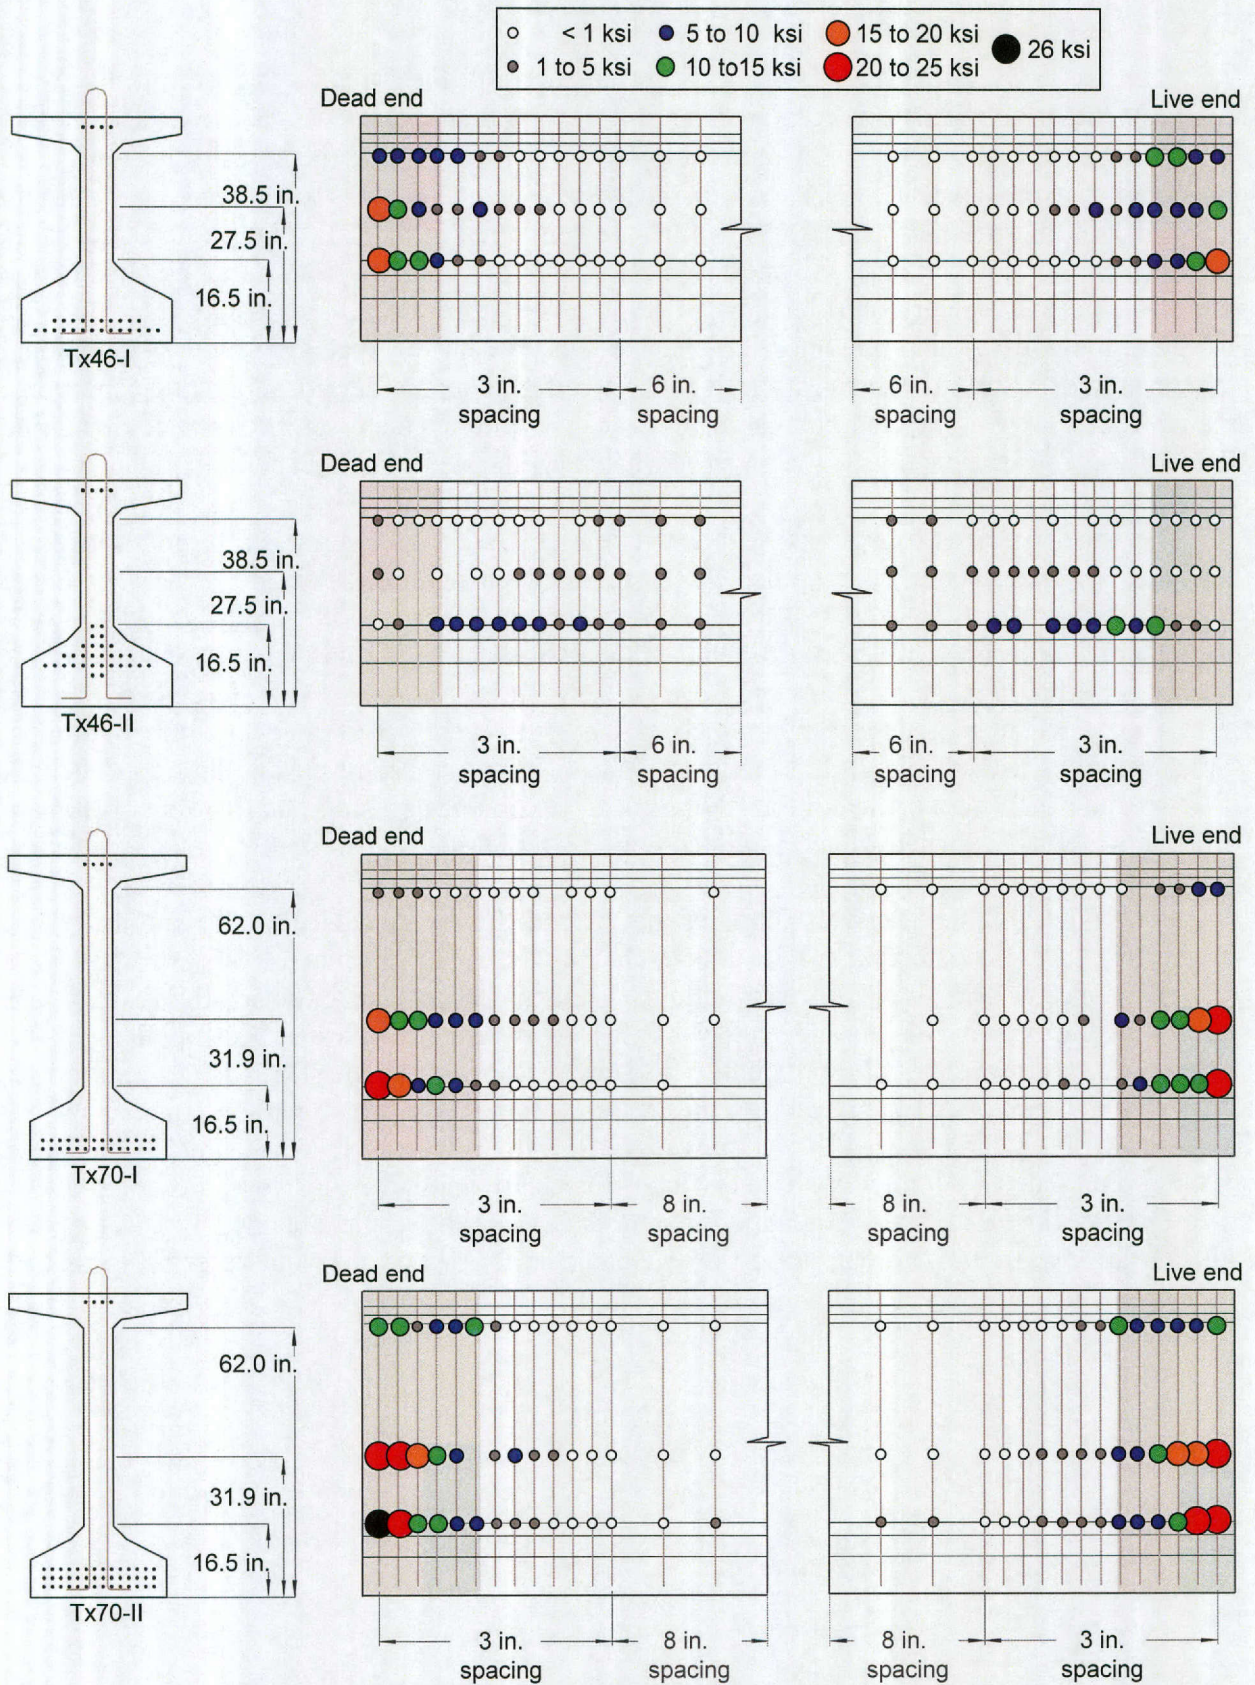 < 1 ksi 5 to 10 ksi 15 to 20 ksi 26 ksi
1 to 5 ksi 10 to15 ksi 20 to 25 ksi
Dead end Live end
38.5 in.
27.5 in.
16.5 in.
Tx46-I
3 in. 6 in. 6 in. 3 in.
spacing spacing spacing spacing
Dead end Live end
38.5 in.
27.5 in.
16.5 in.
Tx46-II
3 in. 6 in. 6 in. 3 in.
spacing spacing spacing spacing
Dead end Live end
62.0 in.
31.9 in.
16.5 in.
Tx70-I
3 in. 8 in. 8 in. 3 in.
spacing spacing spacing spacing
Dead end Live end
62.0 in.
31.9 in.
16.5 in.
Tx70-II
3 in. 8 in. 8 in. 3 in.
spacing spacing spacing spacing